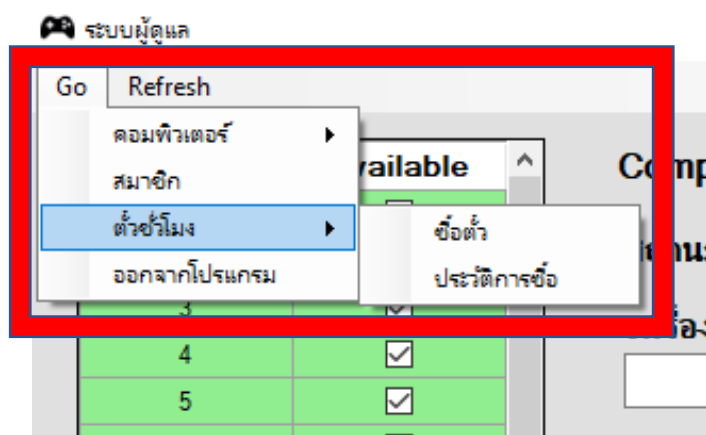 ระบบผู้ดูแล
Go Refresh
คอมพิวเตอร์
สมาชิก
ตั๋วชั่วโมง
ออกจากโปรแกรม
ซื้อตั๋ว
ประวัติการซื้อ
vailable
Comp
3
4
5